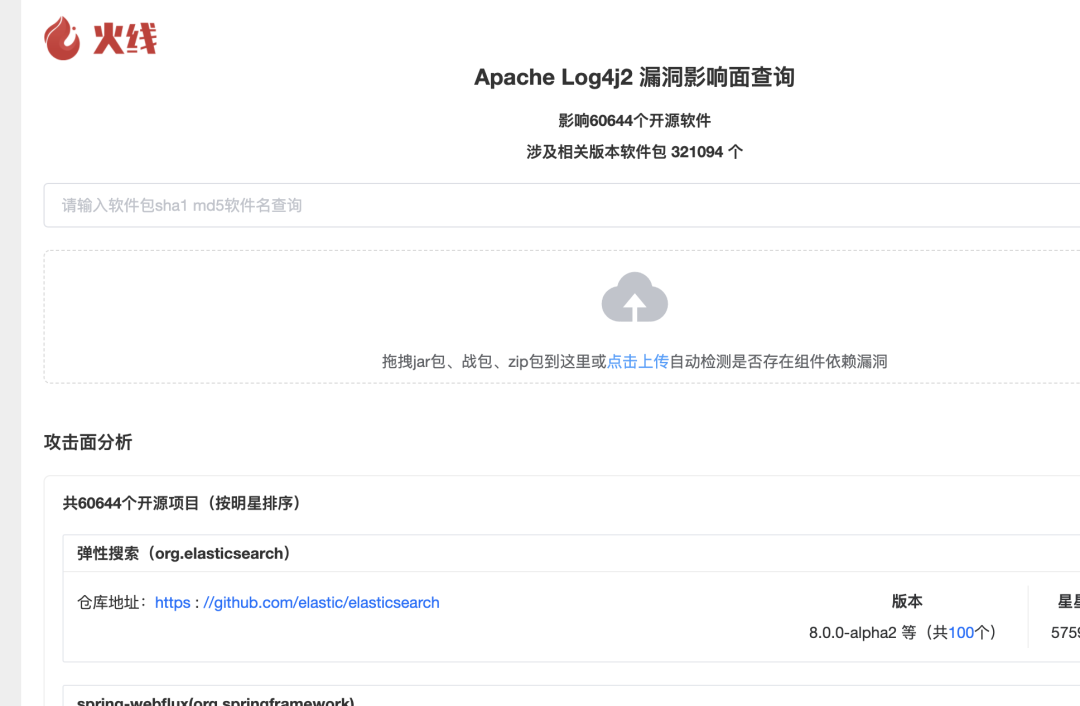 火线
Apache Log4j2 漏洞影响面查询
影响60644个开源软件
涉及相关版本软件包 321094 个
请输入软件包sha1 md5软件名查询
拖拽jar包、战包、zip包到这里或点击上传自动检测是否存在组件依赖漏洞
攻击面分析
共60644个开源项目（按明星排序）
弹性搜索（org.elasticsearch）
仓库地址： https : //github.com/elastic/elasticsearch
版本
星星
8.0.0-alpha2 等（共100个）
5759
spring-webflux(org.springframework)